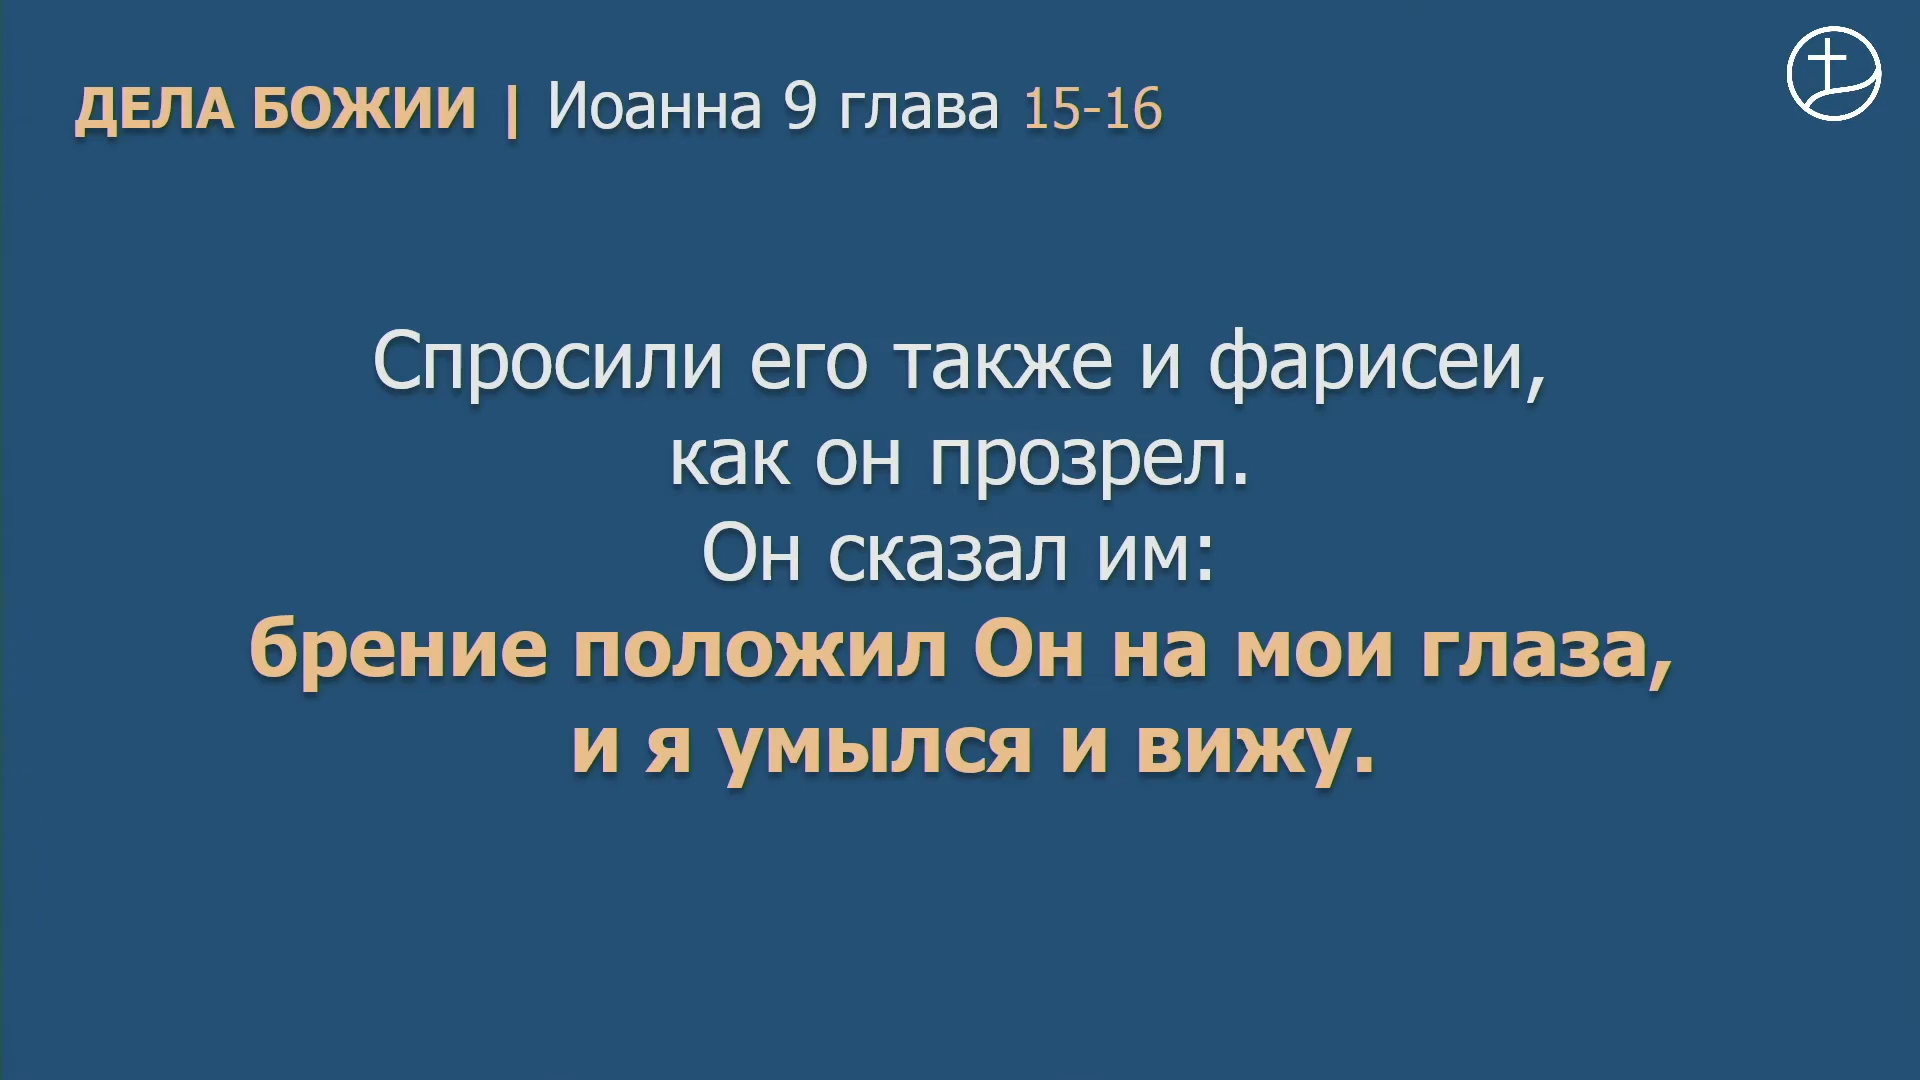 ДЕЛА БОЖИИ | Иоанна 9 глава 15-16
Спросили его также и фарисеи,
как он прозрел.
Он сказал им:
брение положил Он на мои глаза,
и я умылся и вижу.